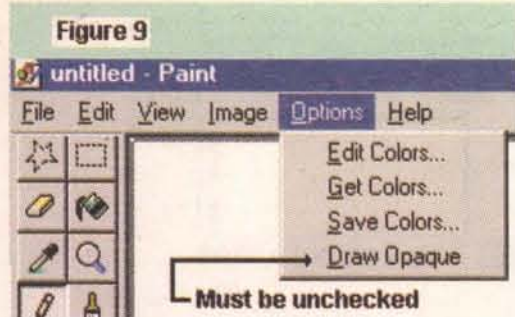 Figure 9
untitled - Paint
File Edit View Image Options Help
Edit Colors...
Get Colors...
Save Colors...
Draw Opaque
Must be unchecked